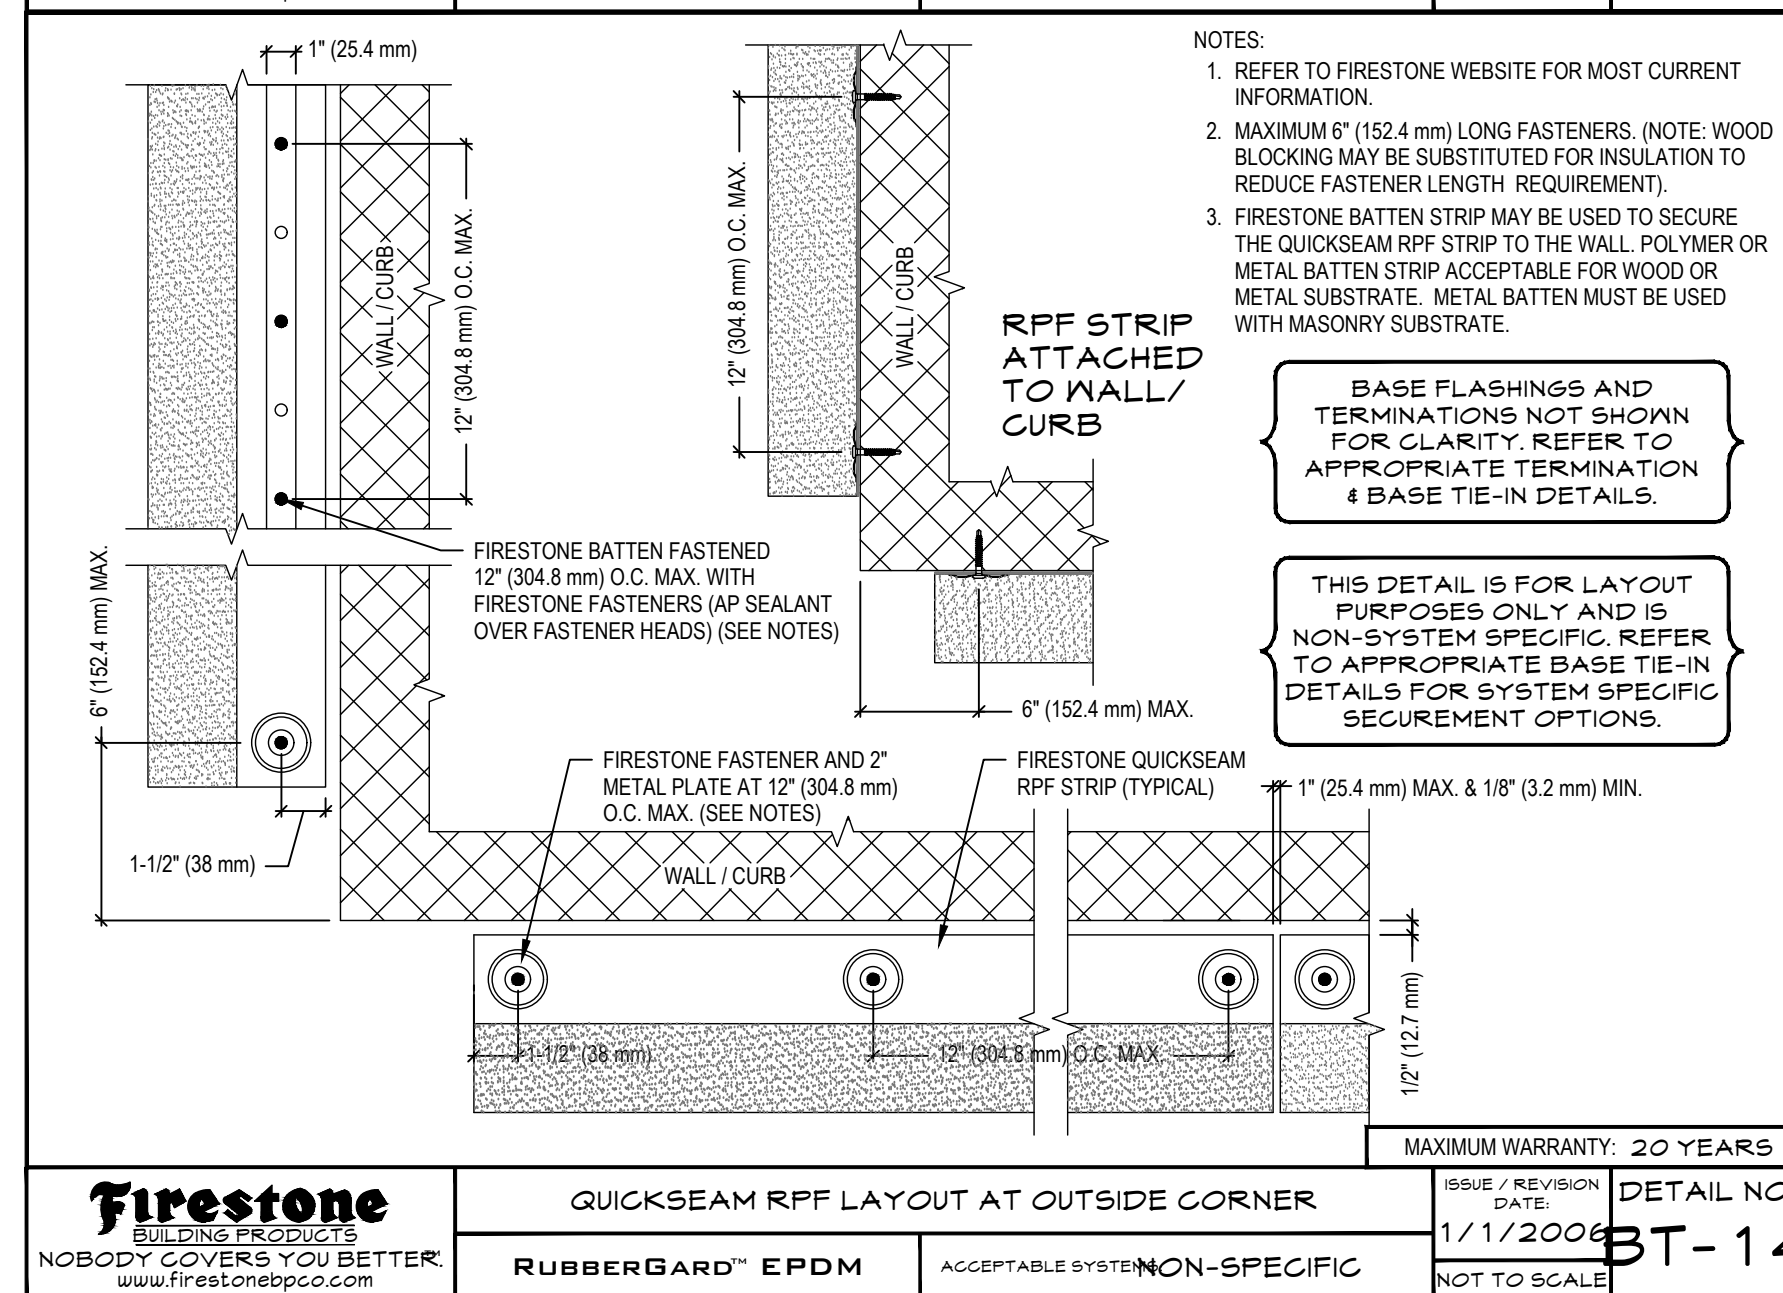 1" (25.4 mm)
12" (304.8 mm) O.C. MAX.
WALL / CURB
12" (304.8 mm) O.C. MAX.
WALL / CURB
RPF STRIP
ATTACHED
TO WALL/
CURB
NOTES:
1. REFER TO FIRESTONE WEBSITE FOR MOST CURRENT
INFORMATION.
2. MAXIMUM 6" (152.4 mm) LONG FASTENERS. (NOTE: WOOD
BLOCKING MAY BE SUBSTITUTED FOR INSULATION TO
REDUCE FASTENER LENGTH REQUIREMENT).
3. FIRESTONE BATTEN STRIP MAY BE USED TO SECURE
THE QUICKSEAM RPF STRIP TO THE WALL. POLYMER OR
METAL BATTEN STRIP ACCEPTABLE FOR WOOD OR
METAL SUBSTRATE. METAL BATTEN MUST BE USED
WITH MASONRY SUBSTRATE.
BASE FLASHINGS AND
TERMINATIONS NOT SHOWN
FOR CLARITY. REFER TO
APPROPRIATE TERMINATION
& BASE TIE-IN DETAILS.
THIS DETAIL IS FOR LAYOUT
PURPOSES ONLY AND IS
NON-SYSTEM SPECIFIC. REFER
TO APPROPRIATE BASE TIE-IN
DETAILS FOR SYSTEM SPECIFIC
SECUREMENT OPTIONS.
FIRESTONE BATTEN FASTENED
12" (304.8 mm) O.C. MAX. WITH
FIRESTONE FASTENERS (AP SEALANT
OVER FASTENER HEADS) (SEE NOTES)
6" (152.4 mm) MAX.
6" (152.4 mm) MAX.
FIRESTONE FASTENER AND 2"
METAL PLATE AT 12" (304.8 mm)
O.C. MAX. (SEE NOTES)
FIRESTONE QUICKSEAM
RPF STRIP (TYPICAL)
1" (25.4 mm) MAX. & 1/8" (3.2 mm) MIN.
1-1/2" (38 mm)
WALL / CURB
1-1/2" (38 mm)
12" (304.8 mm) O.C. MAX
1/2" (12.7 mm)
MAXIMUM WARRANTY: 20 YEARS
Firestone
BUILDING PRODUCTS
NOBODY COVERS YOU BETTER.™
www.firestonebpco.com
QUICKSEAM RPF LAYOUT AT OUTSIDE CORNER
RUBBERGARD™ EPDM
ACCEPTABLE SYSTEMS
NON-SPECIFIC
ISSUE / REVISION
DATE:
1/1/2006
NOT TO SCALE
DETAIL NO
BT-1